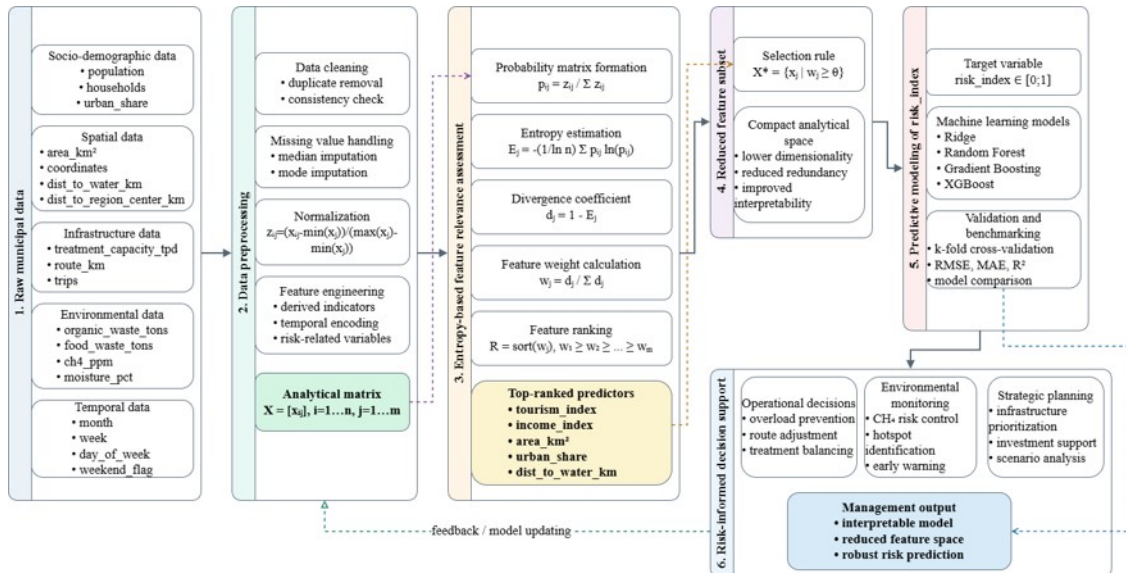 1. Raw municipal data
Socio-demographic data
• population
• households
• urban_share
Spatial data
• area_km²
• coordinates
• dist_to_water_km
• dist_to_region_center_km
Infrastructure data
• treatment_capacity_tpd
• route_km
• trips
Environmental data
• organic_waste_tons
• food_waste_tons
• ch4_ppm
• moisture_pct
Temporal data
• month
• week
• day_of_week
• weekend_flag
2. Data preprocessing
Data cleaning
• duplicate removal
• consistency check
Missing value handling
• median imputation
• mode imputation
Normalization
zᵢⱼ=(xᵢⱼ-min(xⱼ))/(max(xⱼ)-
min(xⱼ))
Feature engineering
• derived indicators
• temporal encoding
• risk-related variables
Analytical matrix
X = [xᵢⱼ], i=1…n, j=1…m
3. Entropy-based feature relevance assessment
Probability matrix formation
pᵢⱼ = zᵢⱼ / Σ zᵢⱼ
Entropy estimation
Eⱼ = -(1/ln n) Σ pᵢⱼ ln(pᵢⱼ)
Divergence coefficient
dⱼ = 1 - Eⱼ
Feature weight calculation
wⱼ = dⱼ / Σ dⱼ
Feature ranking
R = sort(wⱼ), w₁ ≥ w₂ ≥ … ≥ wₘ
Top-ranked predictors
• tourism_index
• income_index
• area_km²
• urban_share
• dist_to_water_km
4. Reduced feature subset
Selection rule
X* = {xⱼ | wⱼ ≥ θ}
Compact analytical
space
• lower dimensionality
• reduced redundancy
• improved
interpretability
5. Predictive modeling of risk_index
Target variable
risk_index ∈ [0;1]
Machine learning models
• Ridge
• Random Forest
• Gradient Boosting
• XGBoost
Validation and
benchmarking
• k-fold cross-validation
• RMSE, MAE, R²
• model comparison
6. Risk-informed decision support
Operational decisions
• overload prevention
• route adjustment
• treatment balancing
Environmental
monitoring
• CH₄ risk control
• hotspot
identification
• early warning
Strategic planning
• infrastructure
prioritization
• investment support
• scenario analysis
Management output
• interpretable model
• reduced feature space
• robust risk prediction
feedback / model updating